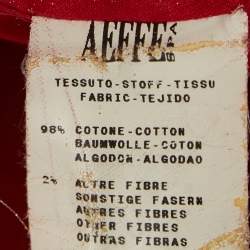 AEFFE SPA
TESSUTO-STOFF-TISSU
FABRIC-TEJIDO
98% COTONE-COTTON
BAUMWOLLE-COTON
ALGODON-ALGODAO
2% ALTRE FIBRE
SONSTIGE FASERN
AUTRES FIBRES
OTHER FIBRES
OUTRAS FIBRAS